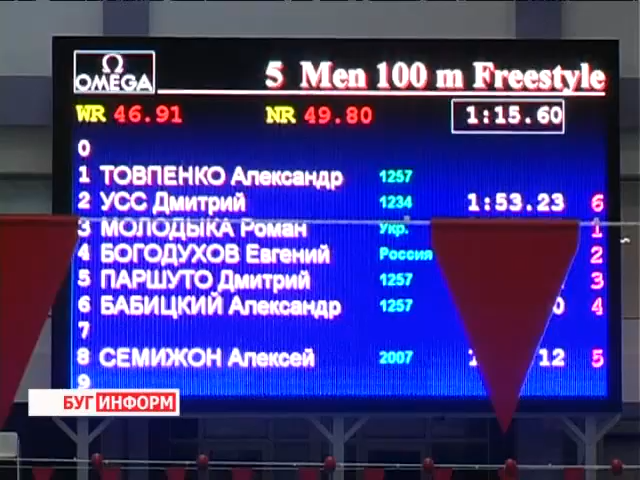 Ω
OMEGA
5 Men 100 m Freestyle
WR 46.91 NR 49.80 1:15.60
0
1 ТОВПЕНКО Александр 1257
2 УСС Дмитрий 1234 1:53.23 6
3 МОЛОДЫКА Роман Укр. 1
4 БОГОДУХОВ Евгений Россия 2
5 ПАРШУТО Дмитрий 1257 3
6 БАБИЦКИЙ Александр 1257 0 4
7
8 СЕМИЖОН Алексей 2007 12 5
9
БУГ ИНФОРМ